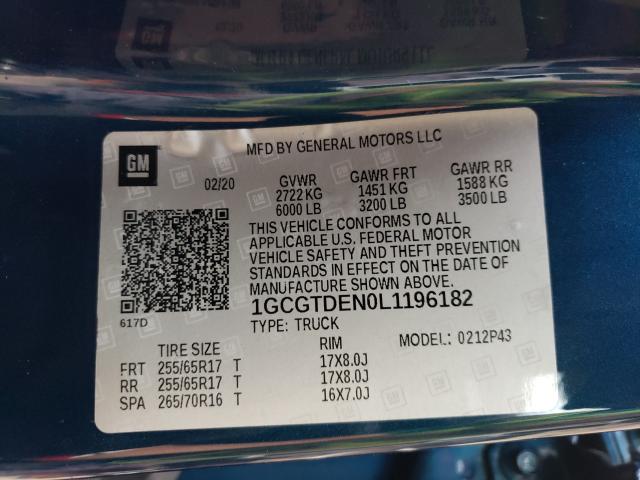 GM
MFD BY GENERAL MOTORS LLC
02/20
GVWR GAWR FRT GAWR RR
2722 KG 1451 KG 1588 KG
6000 LB 3200 LB 3500 LB
THIS VEHICLE CONFORMS TO ALL
APPLICABLE U.S. FEDERAL MOTOR
VEHICLE SAFETY AND THEFT PREVENTION
STANDARDS IN EFFECT ON THE DATE OF
MANUFACTURE SHOWN ABOVE.
1GCGTDEN0L1196182
617D
TYPE: TRUCK MODEL: 0212P43
TIRE SIZE RIM
FRT 255/65R17 T 17X8.0J
RR 255/65R17 T 17X8.0J
SPA 265/70R16 T 16X7.0J